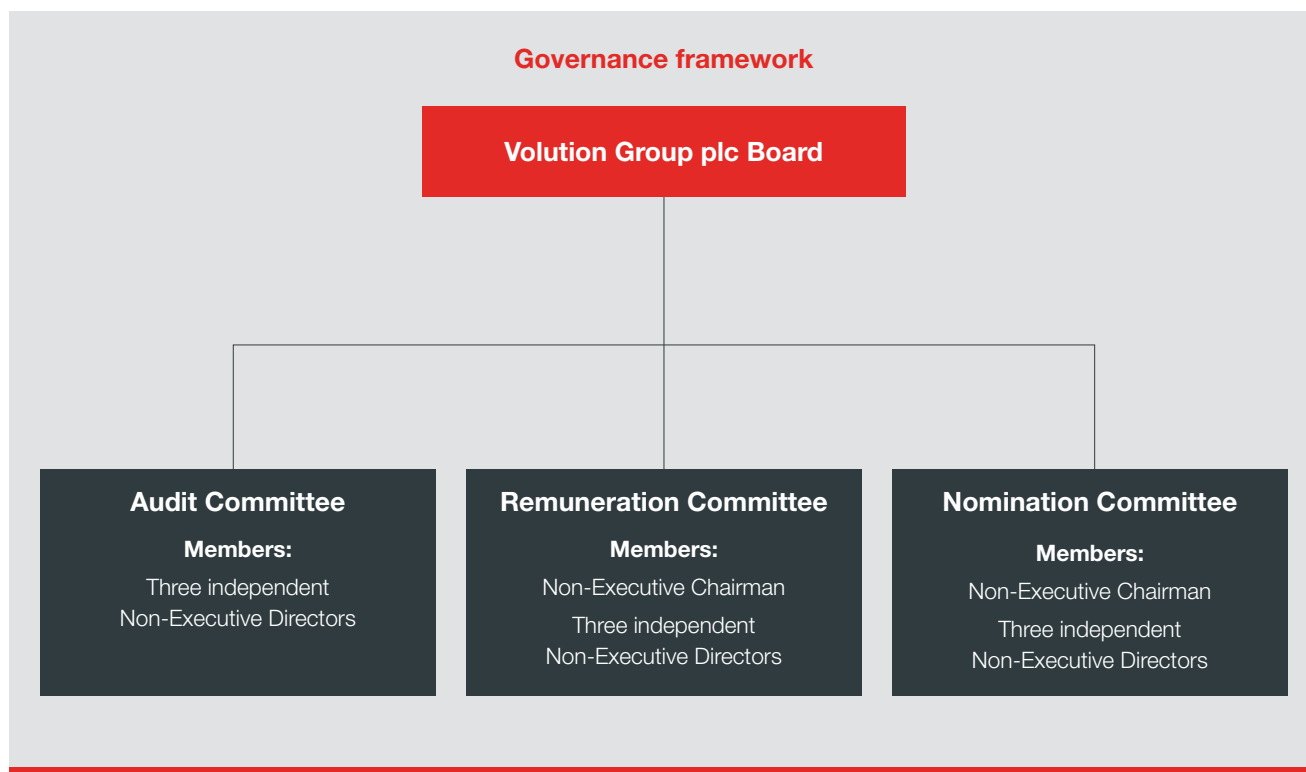 Governance framework
Volution Group plc Board
Audit Committee
Members:
Three independent
Non-Executive Directors
Remuneration Committee
Members:
Non-Executive Chairman
Three independent
Non-Executive Directors
Nomination Committee
Members:
Non-Executive Chairman
Three independent
Non-Executive Directors